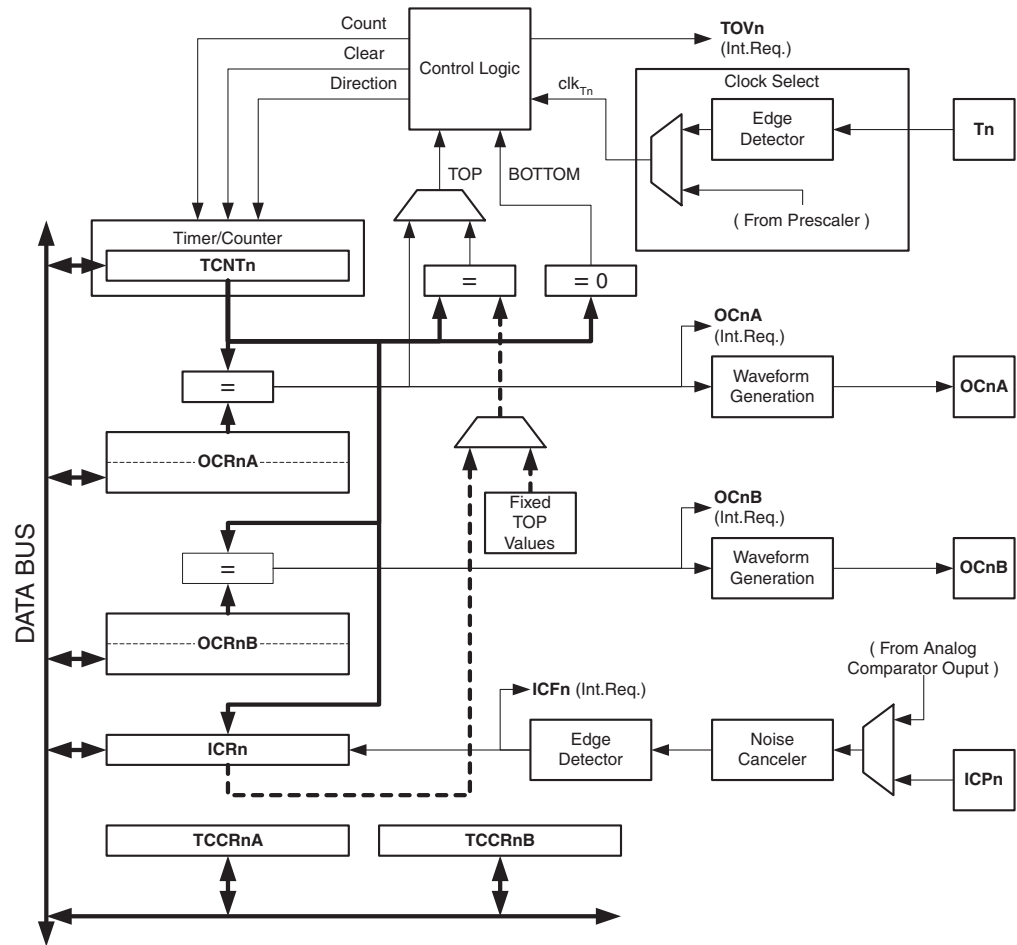 Count
Clear
Direction
Control Logic
TOVn
(Int.Req.)
clkTn
Clock Select
Edge
Detector
Tn
( From Prescaler )
TOP
BOTTOM
Timer/Counter
TCNTn
=
= 0
OCnA
(Int.Req.)
=
Waveform
Generation
OCnA
OCRnA
Fixed
TOP
Values
OCnB
(Int.Req.)
=
Waveform
Generation
OCnB
OCRnB
DATA BUS
( From Analog
Comparator Ouput )
ICFn (Int.Req.)
ICRn
Edge
Detector
Noise
Canceler
ICPn
TCCRnA
TCCRnB